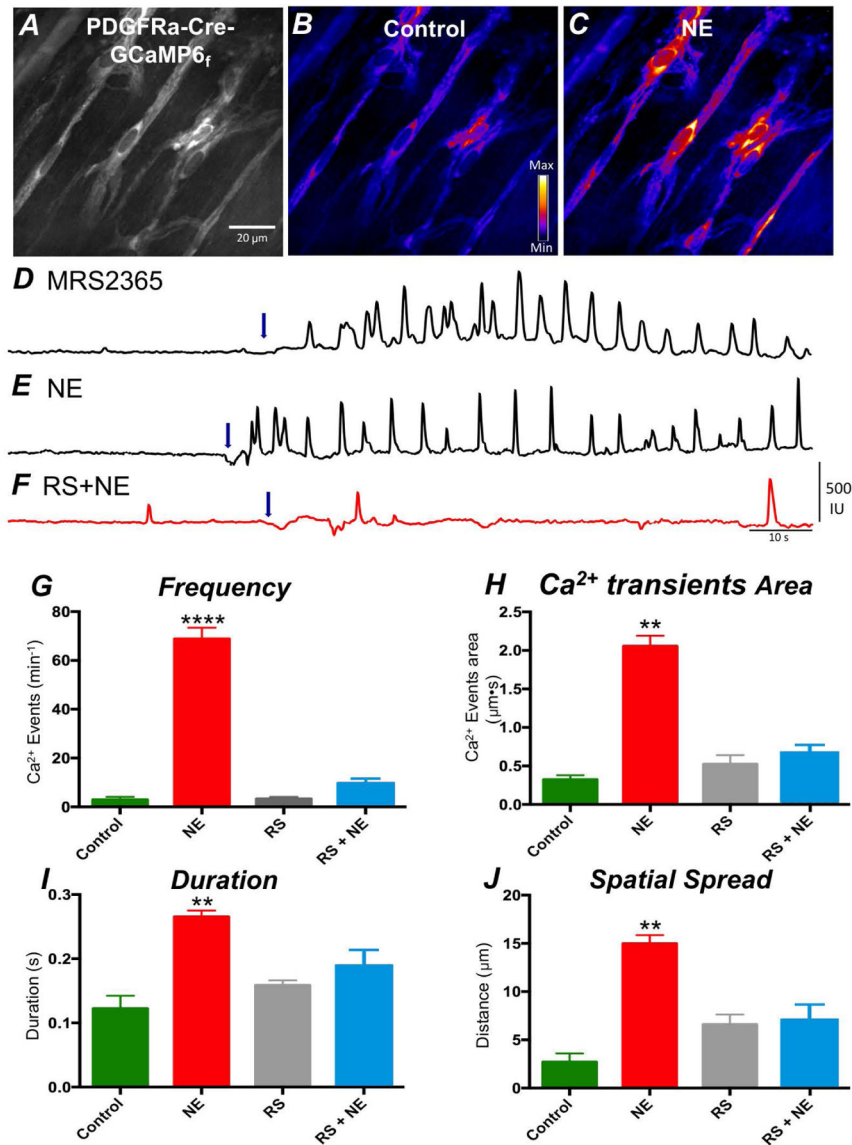 A PDGFRa-Cre-
GCaMP6f
20 µm
B Control
Max
Min
C NE
D MRS2365
E NE
F RS+NE
500
IU
10 s
G Frequency
Ca²⁺ Events (min⁻¹)
80
60
40
20
0
****
Control
NE
RS
RS + NE
H Ca²⁺ transients Area
Ca²⁺ Events area
(µm•s)
2.5
2.0
1.5
1.0
0.5
0.0
**
Control
NE
RS
RS + NE
I Duration
Duration (s)
0.3
0.2
0.1
0.0
**
Control
NE
RS
RS + NE
J Spatial Spread
Distance (µm)
20
15
10
5
0
**
Control
NE
RS
RS + NE